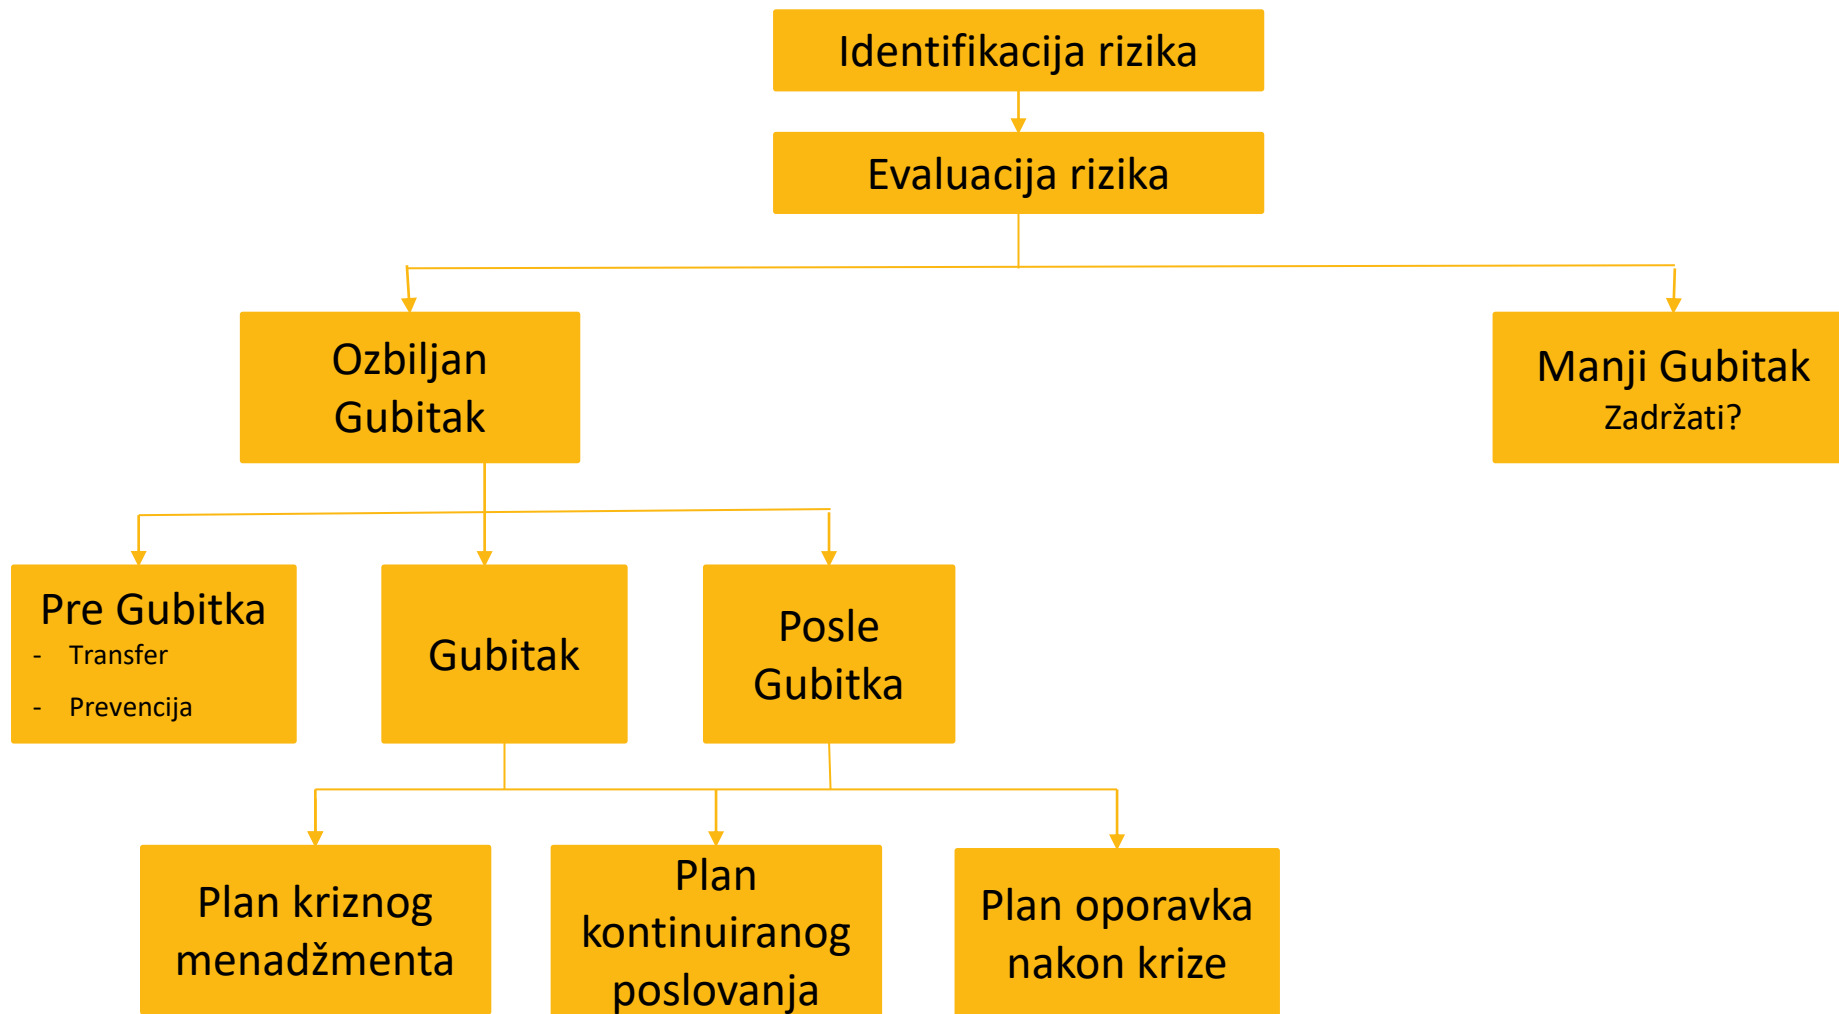 Identifikacija rizika
Evaluacija rizika
Ozbiljan
Gubitak
Manji Gubitak
Zadržati?
Pre Gubitka
- Transfer
- Prevencija
Gubitak
Posle
Gubitka
Plan kriznog
menadžmenta
Plan
kontinuiranog
poslovanja
Plan oporavka
nakon krize